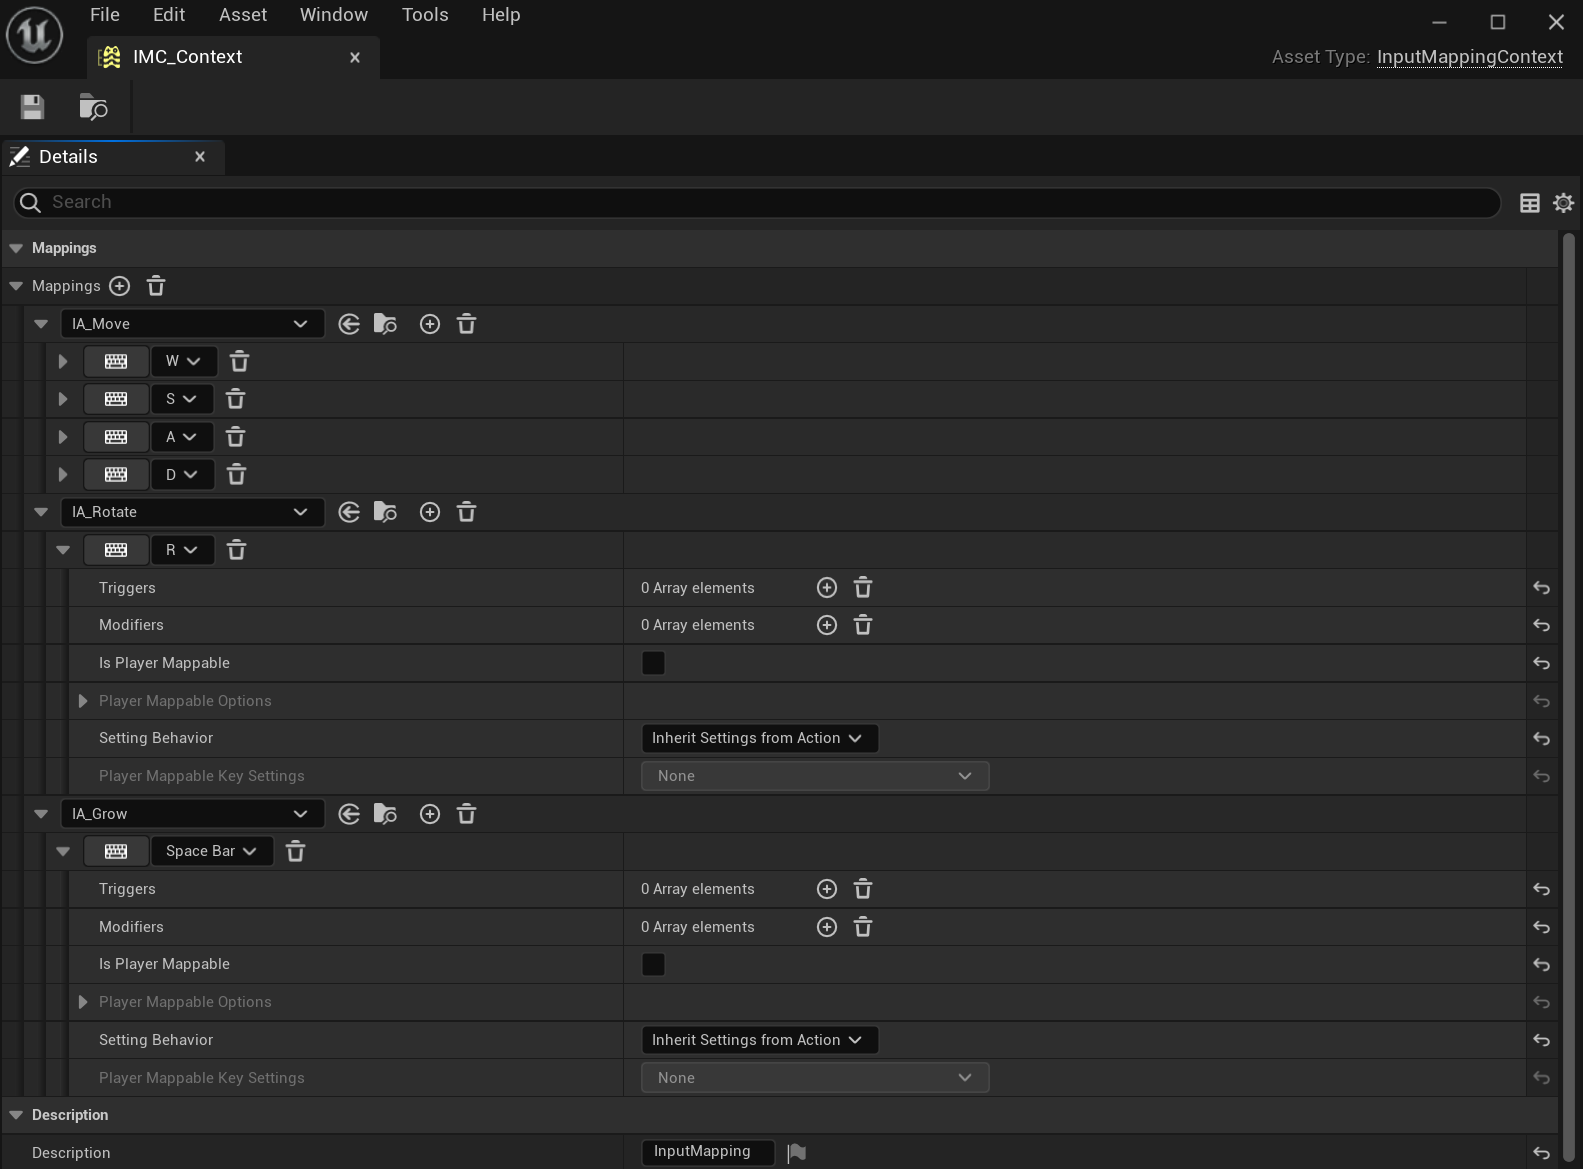 File Edit Asset Window Tools Help
IMC_Context
Asset Type: InputMappingContext
Details
Search
Mappings
Mappings
IA_Move
W
S
A
D
IA_Rotate
R
Triggers 0 Array elements
Modifiers 0 Array elements
Is Player Mappable
Player Mappable Options
Setting Behavior Inherit Settings from Action
Player Mappable Key Settings None
IA_Grow
Space Bar
Triggers 0 Array elements
Modifiers 0 Array elements
Is Player Mappable
Player Mappable Options
Setting Behavior Inherit Settings from Action
Player Mappable Key Settings None
Description
Description InputMapping